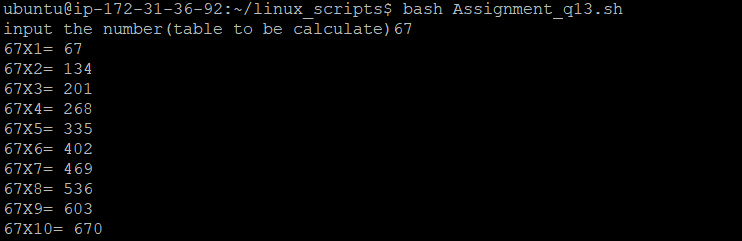 ubuntu@ip-172-31-36-92:~/linux_scripts$ bash Assignment_q13.sh
input the number(table to be calculate)67
67X1= 67
67X2= 134
67X3= 201
67X4= 268
67X5= 335
67X6= 402
67X7= 469
67X8= 536
67X9= 603
67X10= 670